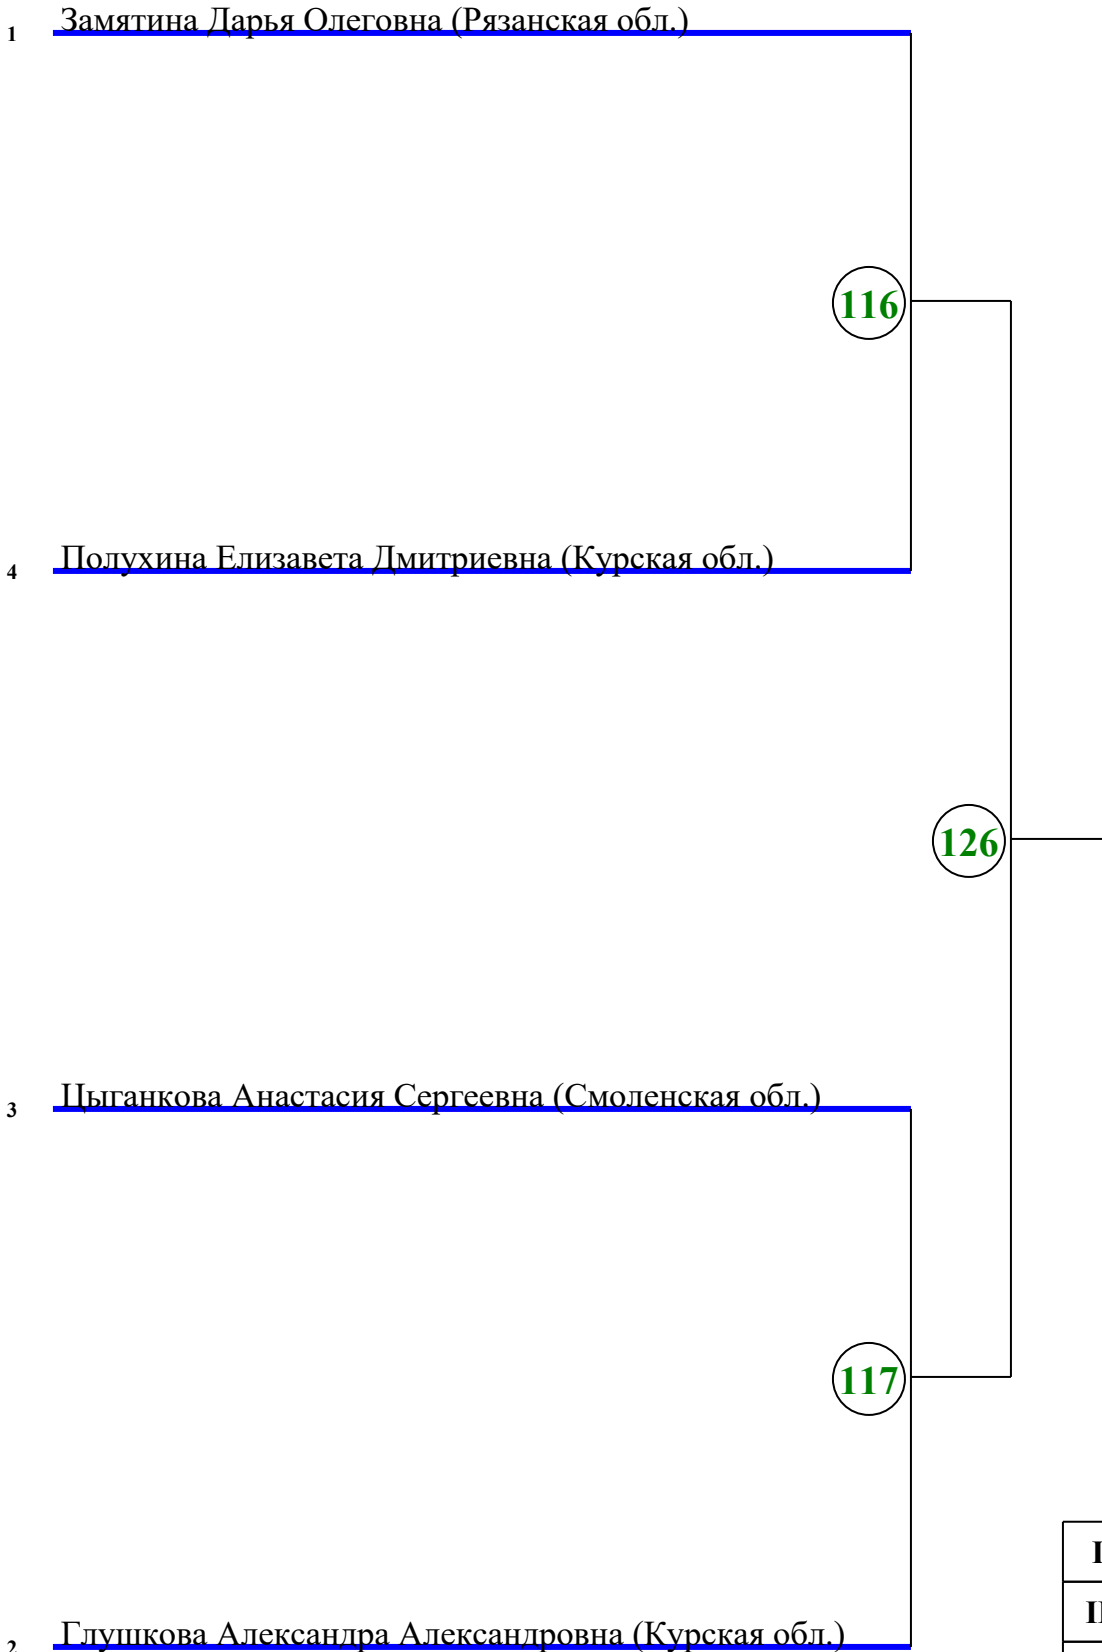 1 Замятина Дарья Олеговна (Рязанская обл.)
116
4 Полухина Елизавета Дмитриевна (Курская обл.)
126
3 Цыганкова Анастасия Сергеевна (Смоленская обл.)
117
I
II
2 Глушкова Александра Александровна (Курская обл.)